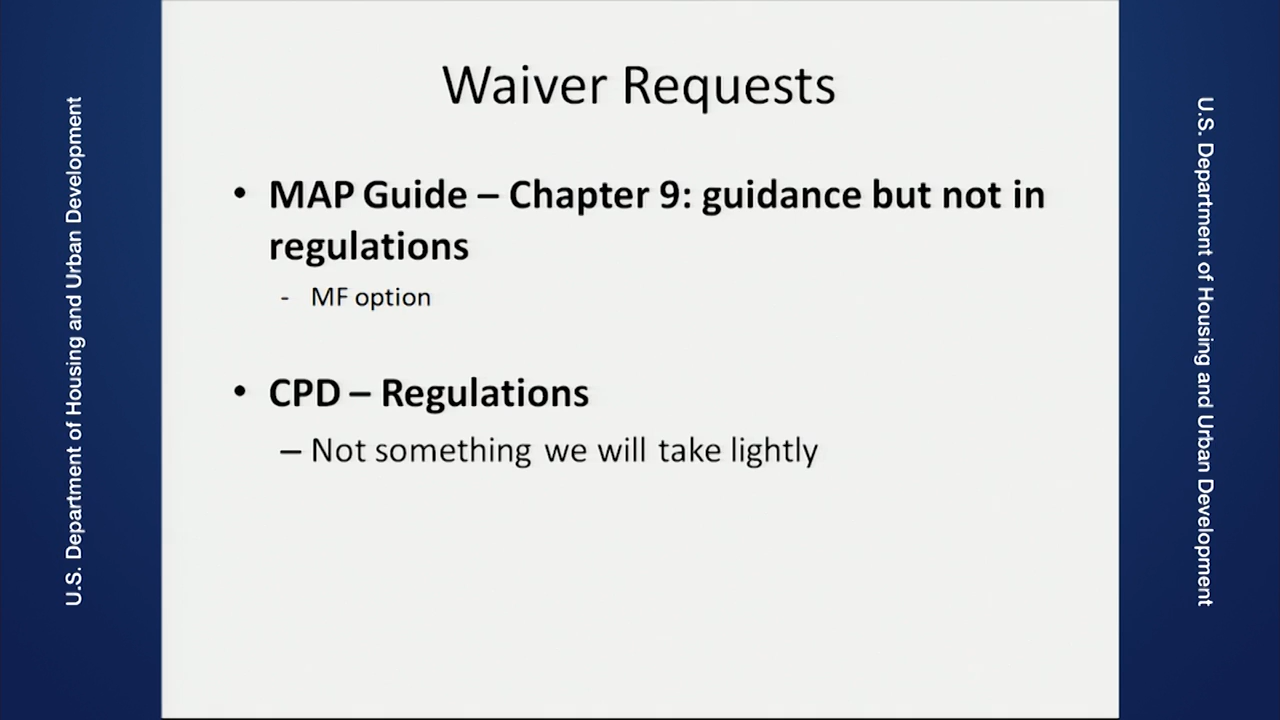 U.S. Department of Housing and Urban Development
Waiver Requests
• MAP Guide – Chapter 9: guidance but not in
regulations
- MF option
• CPD – Regulations
– Not something we will take lightly
U.S. Department of Housing and Urban Development